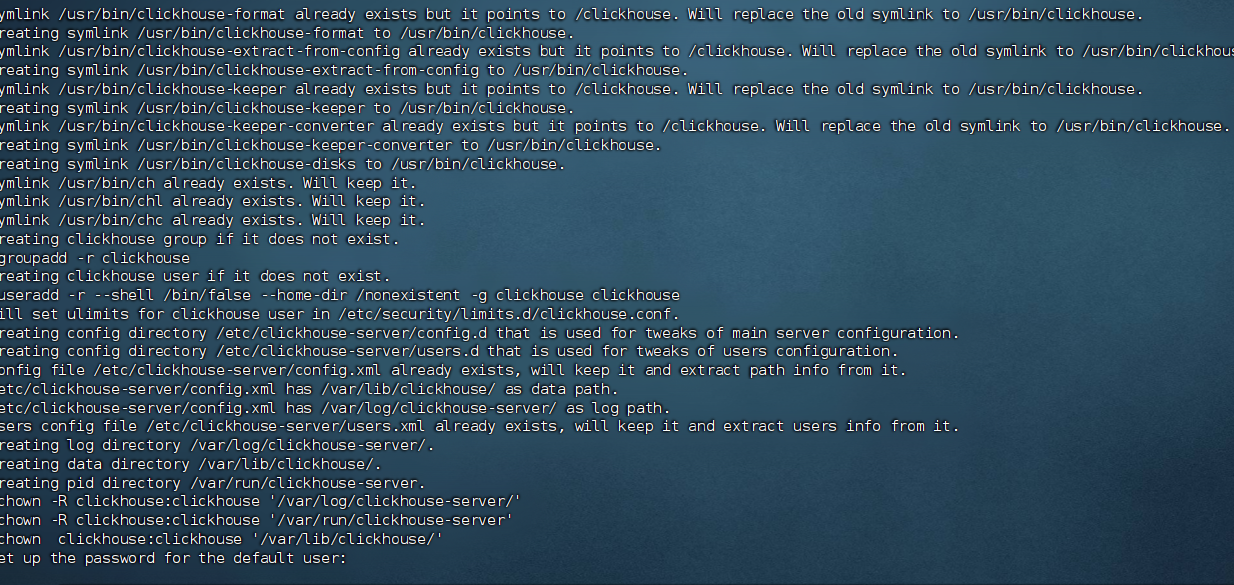 ymlink /usr/bin/clickhouse-format already exists but it points to /clickhouse. Will replace the old symlink to /usr/bin/clickhouse.
reating symlink /usr/bin/clickhouse-format to /usr/bin/clickhouse.
ymlink /usr/bin/clickhouse-extract-from-config already exists but it points to /clickhouse. Will replace the old symlink to /usr/bin/clickhous
reating symlink /usr/bin/clickhouse-extract-from-config to /usr/bin/clickhouse.
ymlink /usr/bin/clickhouse-keeper already exists but it points to /clickhouse. Will replace the old symlink to /usr/bin/clickhouse.
reating symlink /usr/bin/clickhouse-keeper to /usr/bin/clickhouse.
ymlink /usr/bin/clickhouse-keeper-converter already exists but it points to /clickhouse. Will replace the old symlink to /usr/bin/clickhouse.
reating symlink /usr/bin/clickhouse-keeper-converter to /usr/bin/clickhouse.
reating symlink /usr/bin/clickhouse-disks to /usr/bin/clickhouse.
ymlink /usr/bin/ch already exists. Will keep it.
ymlink /usr/bin/chl already exists. Will keep it.
ymlink /usr/bin/chc already exists. Will keep it.
reating clickhouse group if it does not exist.
groupadd -r clickhouse
reating clickhouse user if it does not exist.
useradd -r --shell /bin/false --home-dir /nonexistent -g clickhouse clickhouse
ill set ulimits for clickhouse user in /etc/security/limits.d/clickhouse.conf.
reating config directory /etc/clickhouse-server/config.d that is used for tweaks of main server configuration.
reating config directory /etc/clickhouse-server/users.d that is used for tweaks of users configuration.
onfig file /etc/clickhouse-server/config.xml already exists, will keep it and extract path info from it.
etc/clickhouse-server/config.xml has /var/lib/clickhouse/ as data path.
etc/clickhouse-server/config.xml has /var/log/clickhouse-server/ as log path.
sers config file /etc/clickhouse-server/users.xml already exists, will keep it and extract users info from it.
reating log directory /var/log/clickhouse-server/.
reating data directory /var/lib/clickhouse/.
reating pid directory /var/run/clickhouse-server.
chown -R clickhouse:clickhouse '/var/log/clickhouse-server/'
chown -R clickhouse:clickhouse '/var/run/clickhouse-server'
chown  clickhouse:clickhouse '/var/lib/clickhouse/'
et up the password for the default user: